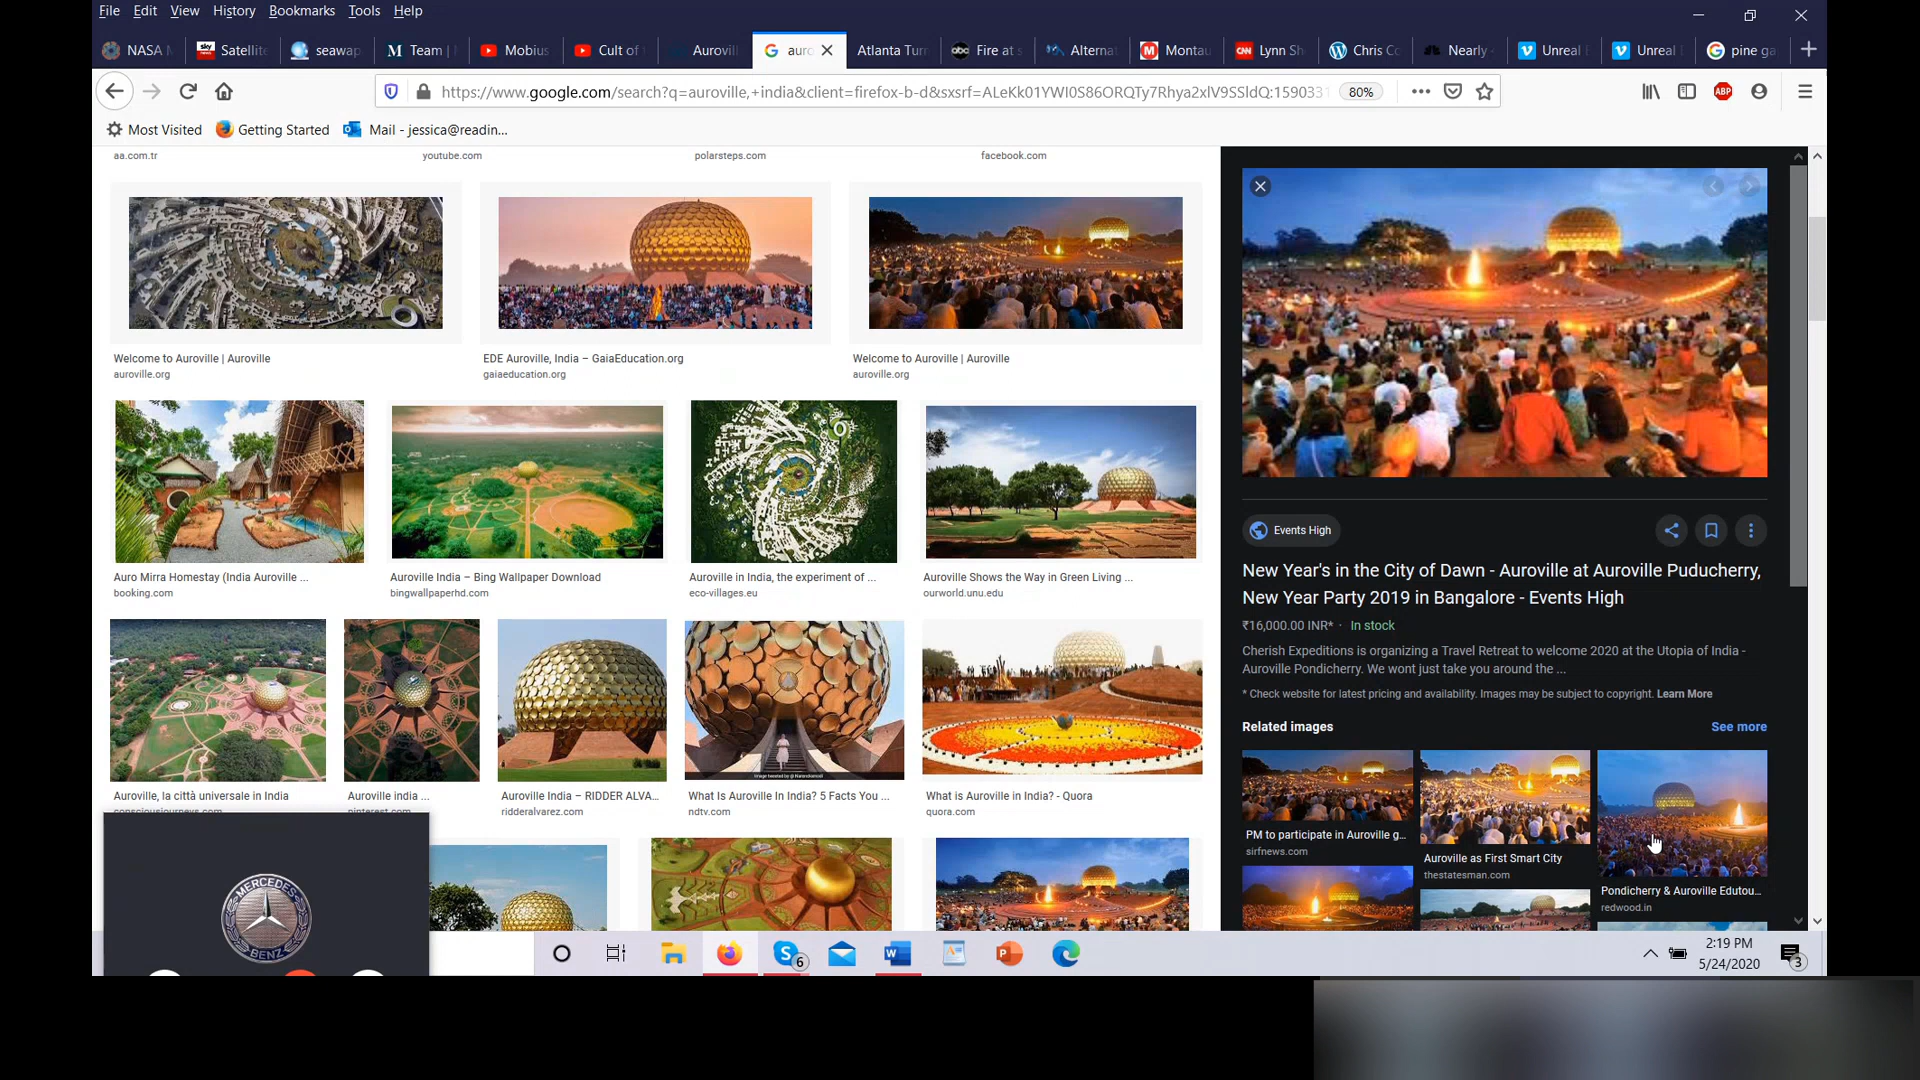 File Edit View History Bookmarks Tools Help
NASA Satellite seawap Team | Mobius Cult of Aurovill auro Atlanta Tur Fire at s Alterna Montau Lynn Sh Chris Co Nearly Unreal Unreal pine ga
https://www.google.com/search?q=auroville,+india&client=firefox-b-d&sxsrf=ALeKk01YWI0S86ORQTy7Rhya2xlV9SSldQ:1590331 80%
Most Visited Getting Started Mail - jessica@readin...
aa.com.tr youtube.com polarsteps.com facebook.com
Welcome to Auroville | Auroville
auroville.org
EDE Auroville, India – GaiaEducation.org
gaiaeducation.org
Welcome to Auroville | Auroville
auroville.org
Auro Mirra Homestay (India Auroville ...
booking.com
Auroville India – Bing Wallpaper Download
bingwallpaperhd.com
Auroville in India, the experiment of ...
eco-villages.eu
Auroville Shows the Way in Green Living ...
ourworld.unu.edu
Auroville, la città universale in India
Auroville india ...
pinterest.com
Auroville India – RIDDER ALVA...
ridderalvarez.com
What Is Auroville In India? 5 Facts You ...
ndtv.com
What is Auroville in India? - Quora
quora.com
MERCEDES
BENZ
Events High
New Year's in the City of Dawn - Auroville at Auroville Puducherry,
New Year Party 2019 in Bangalore - Events High
₹16,000.00 INR* · In stock
Cherish Expeditions is organizing a Travel Retreat to welcome 2020 at the Utopia of India -
Auroville Pondicherry. We wont just take you around the ...
* Check website for latest pricing and availability. Images may be subject to copyright. Learn More
Related images See more
PM to participate in Auroville g...
sirfnews.com
Auroville as First Smart City
thestatesman.com
Pondicherry & Auroville Edutou...
redwood.in
6
2:19 PM
5/24/2020
3